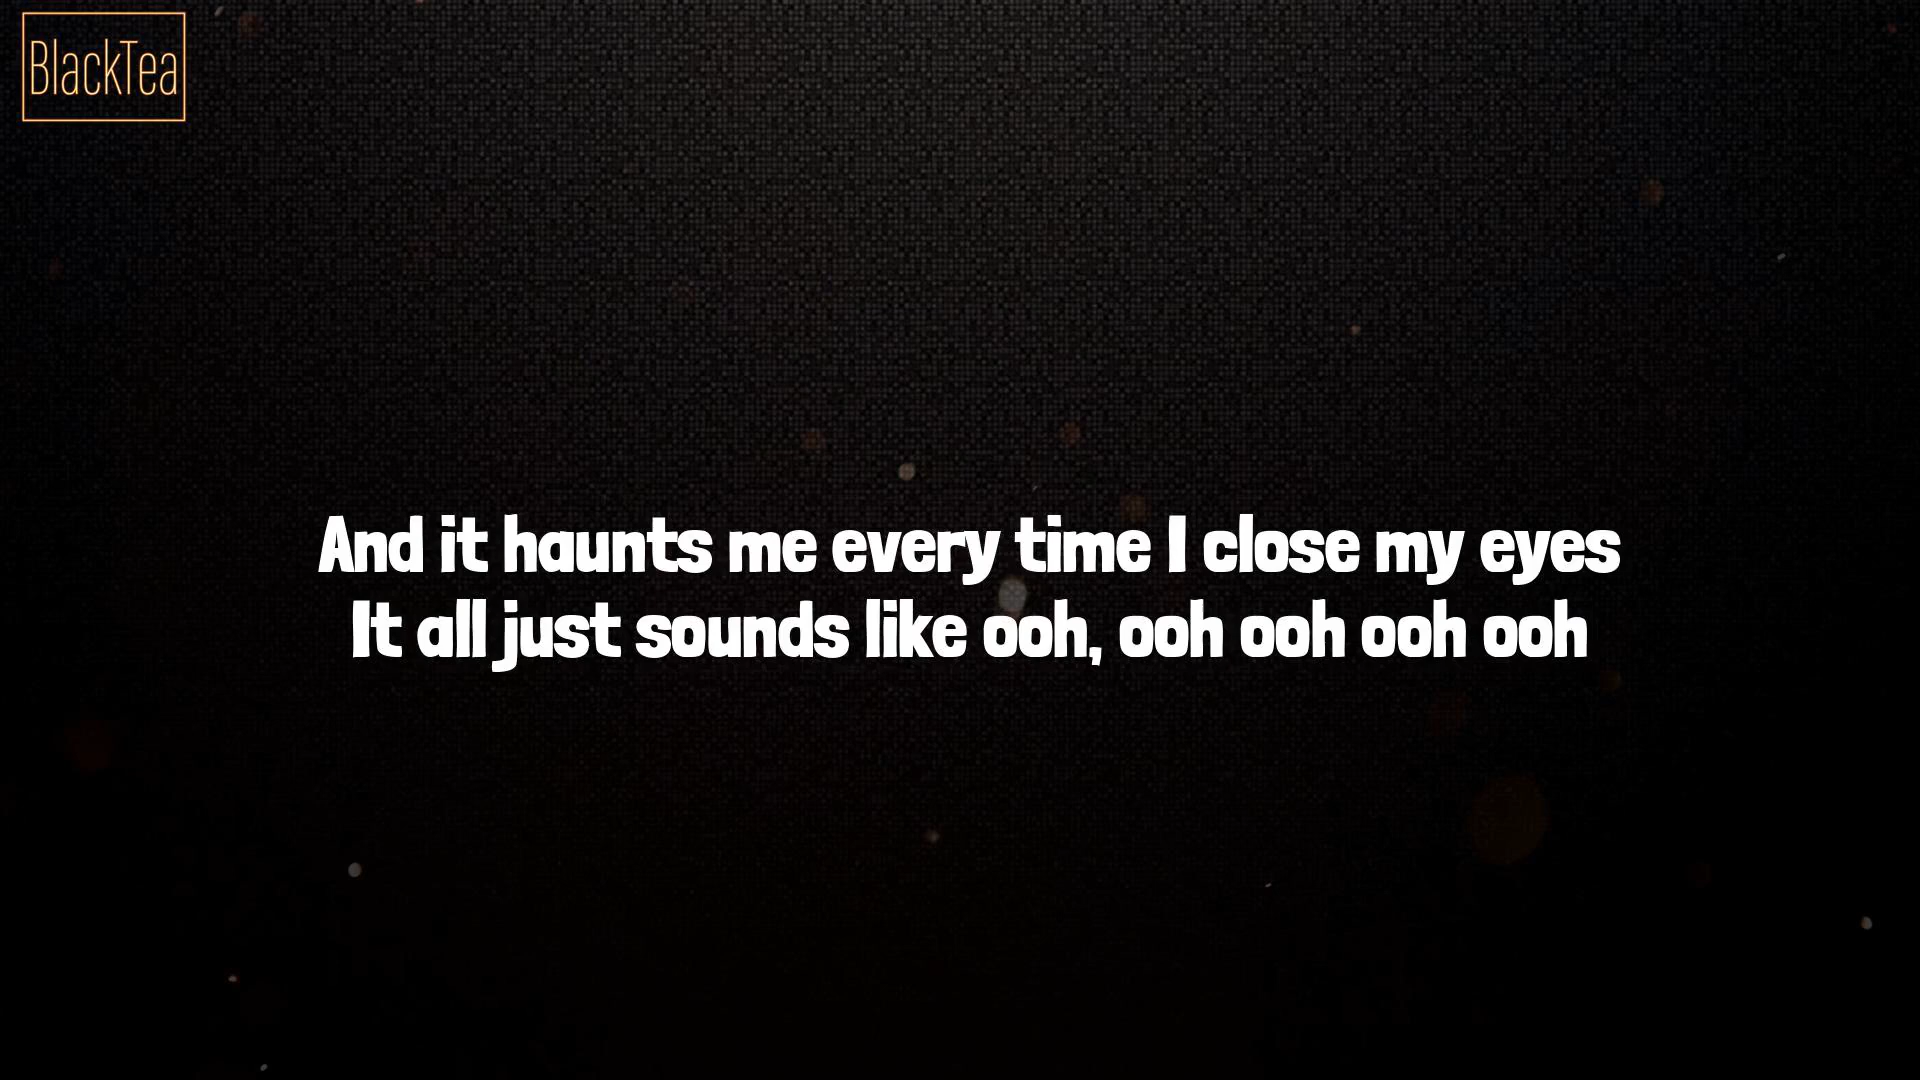 BlackTea
And it haunts me every time I close my eyes
It all just sounds like ooh, ooh ooh ooh ooh